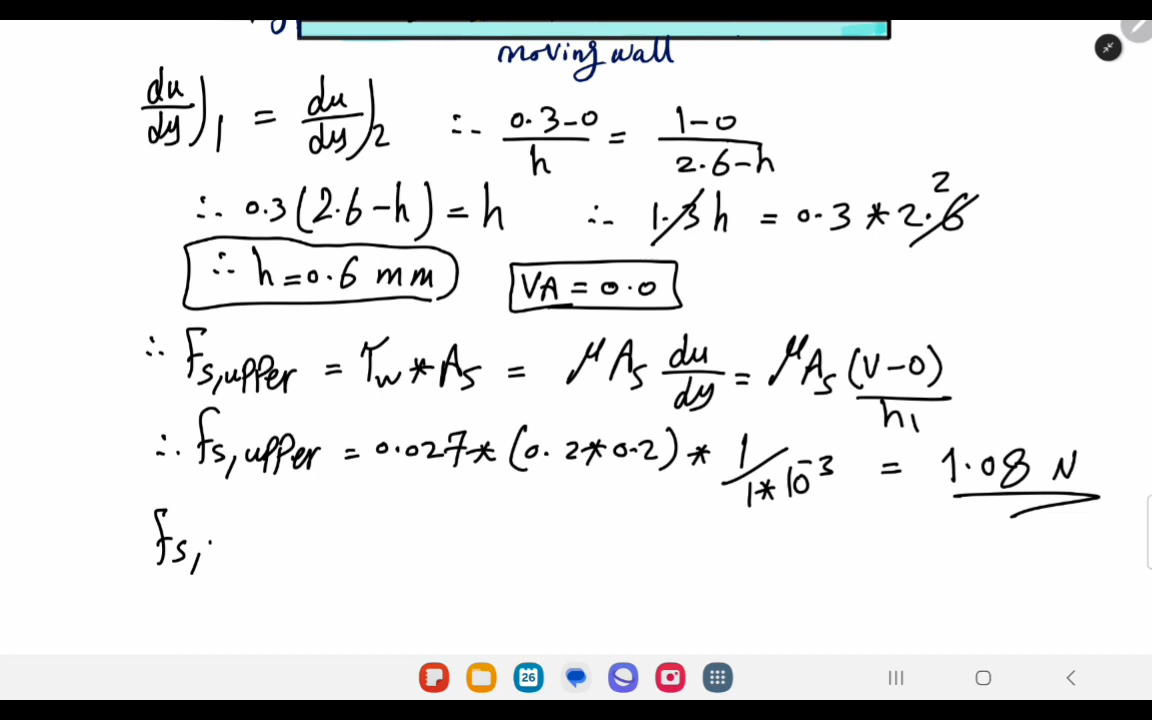 moving wall
du/dy)1 = du/dy)2 ∴ (0.3-0)/h = (1-0)/(2.6-h)
∴ 0.3(2.6-h) = h ∴ 1.3 h = 0.3 * 2.6 2
∴ h = 0.6 mm VA = 0.0
∴ Fs,upper = τw * As = μ As du/dy = μ As (V-0)/h1
∴ fs,upper = 0.027 * (0.2*0.2) * 1/1*10^-3 = 1.08 N
fs,
26